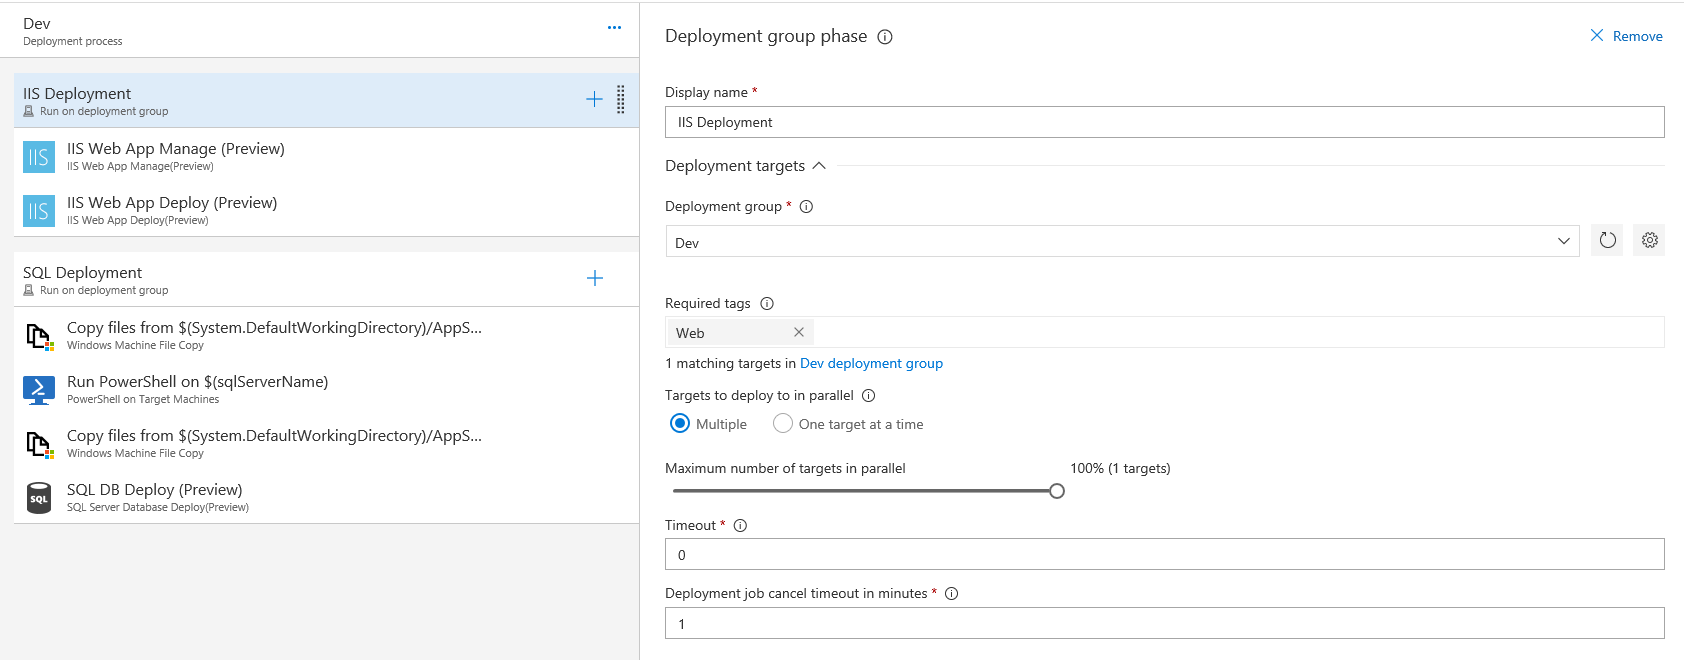 Dev
Deployment process
IIS Deployment
Run on deployment group
IIS
IIS Web App Manage (Preview)
IIS Web App Manage(Preview)
IIS
IIS Web App Deploy (Preview)
IIS Web App Deploy(Preview)
SQL Deployment
Run on deployment group
Copy files from $(System.DefaultWorkingDirectory)/AppS...
Windows Machine File Copy
Run PowerShell on $(sqlServerName)
PowerShell on Target Machines
Copy files from $(System.DefaultWorkingDirectory)/AppS...
Windows Machine File Copy
SQL
SQL DB Deploy (Preview)
SQL Server Database Deploy(Preview)
Deployment group phase
Remove
Display name *
IIS Deployment
Deployment targets
Deployment group *
Dev
Required tags
Web
1 matching targets in Dev deployment group
Targets to deploy to in parallel
Multiple One target at a time
Maximum number of targets in parallel 100% (1 targets)
Timeout *
0
Deployment job cancel timeout in minutes *
1